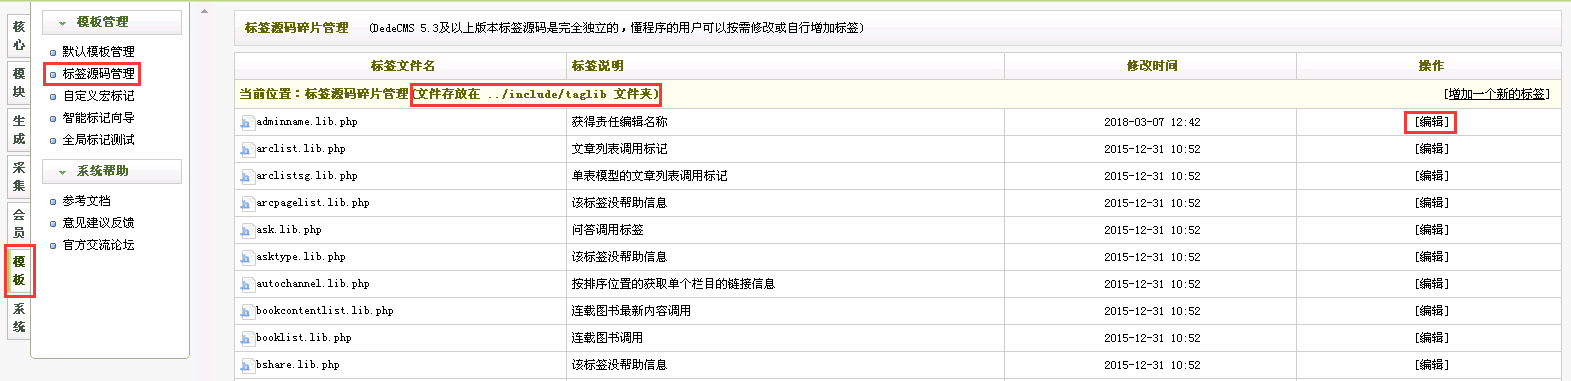 核心
模块
生成
采集
会员
模板
系统
模板管理
默认模板管理
标签源码管理
自定义宏标记
智能标记向导
全局标记测试
系统帮助
参考文档
意见建议反馈
官方交流论坛
标签源码碎片管理 (DedeCMS 5.3及以上版本标签源码是完全独立的，懂程序的用户可以按需修改或自行增加标签)
标签文件名 标签说明 修改时间 操作
当前位置：标签源码碎片管理(文件存放在 ../include/taglib 文件夹) [增加一个新的标签]
adminname.lib.php 获得责任编辑名称 2018-03-07 12:42 [编辑]
arclist.lib.php 文章列表调用标记 2015-12-31 10:52 [编辑]
arclistsg.lib.php 单表模型的文章列表调用标记 2015-12-31 10:52 [编辑]
arcpagelist.lib.php 该标签没帮助信息 2015-12-31 10:52 [编辑]
ask.lib.php 问答调用标签 2015-12-31 10:52 [编辑]
asktype.lib.php 该标签没帮助信息 2015-12-31 10:52 [编辑]
autochannel.lib.php 按排序位置的获取单个栏目的链接信息 2015-12-31 10:52 [编辑]
bookcontentlist.lib.php 连载图书最新内容调用 2015-12-31 10:52 [编辑]
booklist.lib.php 连载图书调用 2015-12-31 10:52 [编辑]
bshare.lib.php 该标签没帮助信息 2015-12-31 10:52 [编辑]